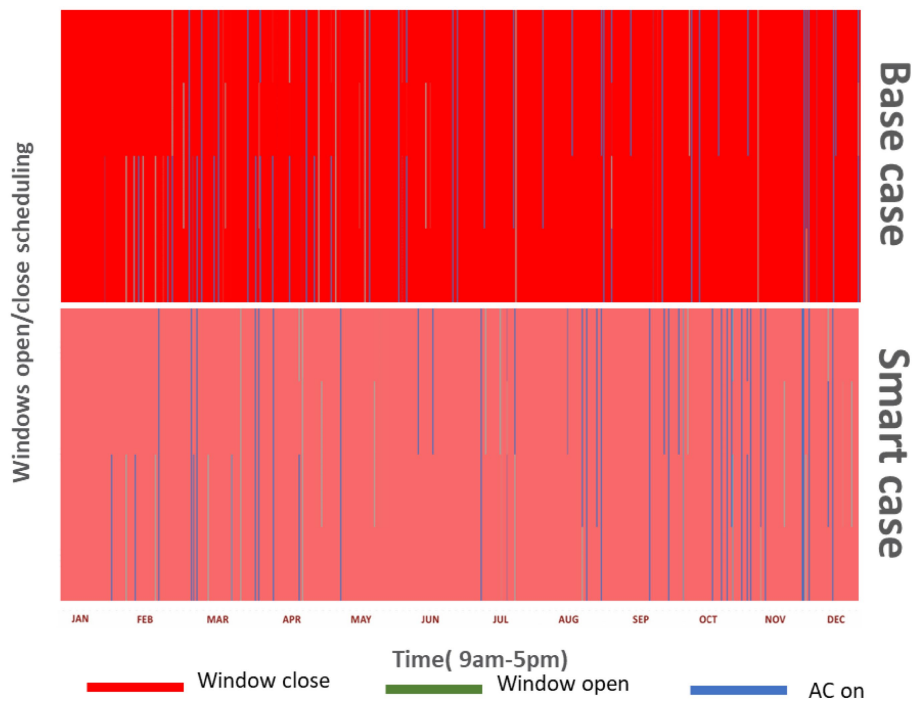 Base case
Windows open/close scheduling
Smart case
JAN FEB MAR APR MAY JUN JUL AUG SEP OCT NOV DEC
Time( 9am-5pm)
Window close
Window open
AC on